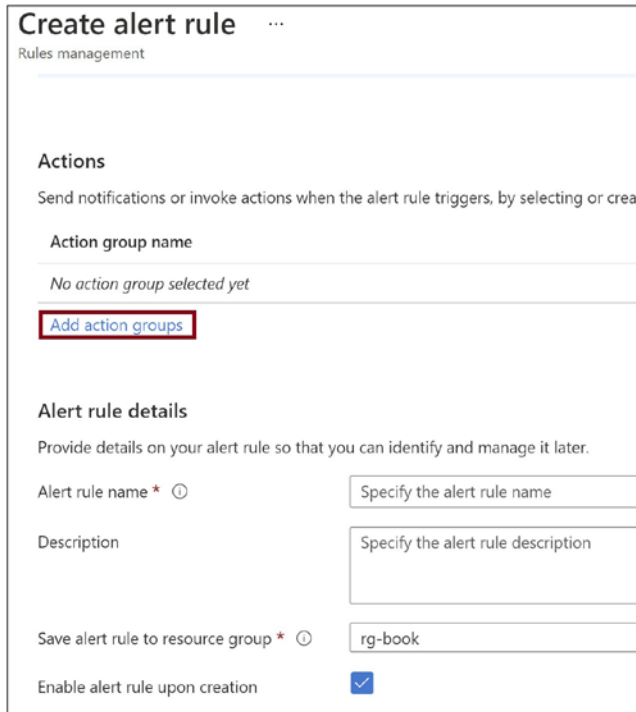 Create alert rule ...
Rules management
Actions
Send notifications or invoke actions when the alert rule triggers, by selecting or crea
Action group name
No action group selected yet
Add action groups
Alert rule details
Provide details on your alert rule so that you can identify and manage it later.
Alert rule name * Specify the alert rule name
Description Specify the alert rule description
Save alert rule to resource group * rg-book
Enable alert rule upon creation